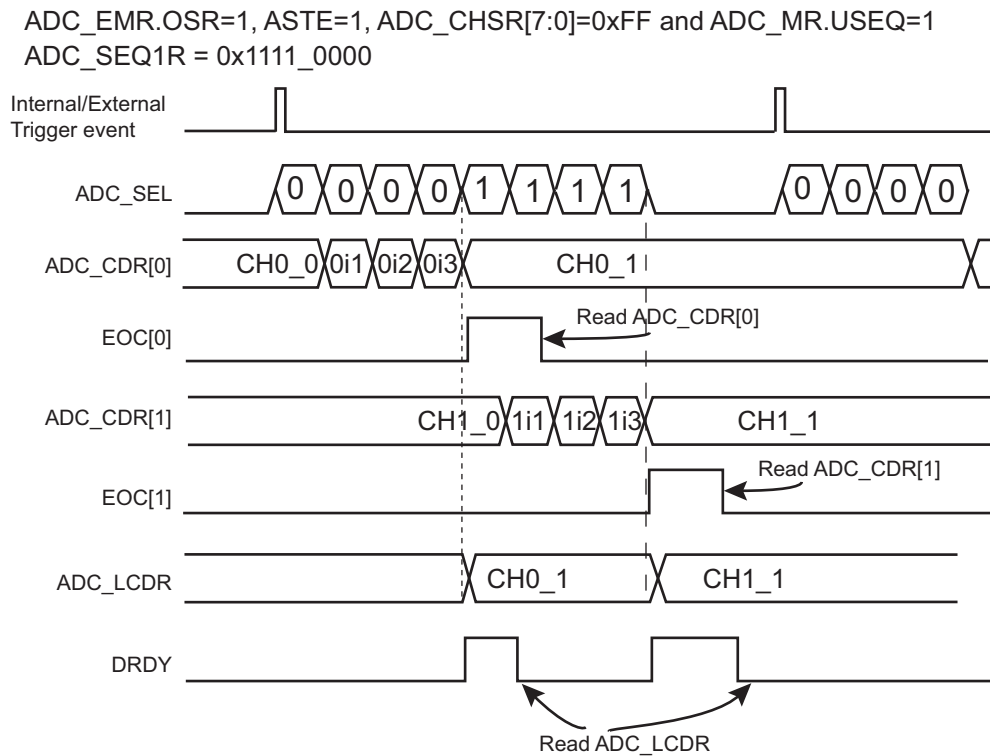 ADC_EMR.OSR=1, ASTE=1, ADC_CHSR[7:0]=0xFF and ADC_MR.USEQ=1
ADC_SEQ1R = 0x1111_0000
Internal/External
Trigger event
ADC_SEL 0 0 0 0 1 1 1 1 0 0 0 0
ADC_CDR[0] CH0_0 0i1 0i2 0i3 CH0_1
Read ADC_CDR[0]
EOC[0]
ADC_CDR[1] CH1_0 1i1 1i2 1i3 CH1_1
Read ADC_CDR[1]
EOC[1]
ADC_LCDR CH0_1 CH1_1
DRDY
Read ADC_LCDR